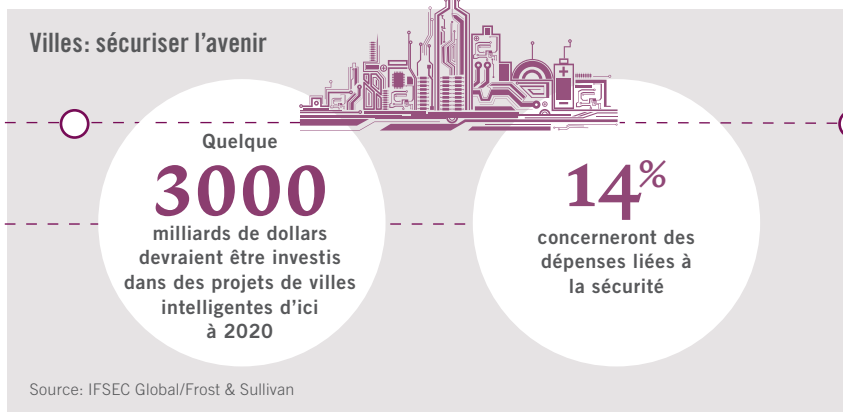 Villes: sécuriser l'avenir
Quelque
3000
milliards de dollars
devraient être investis
dans des projets de villes
intelligentes d'ici
à 2020
14%
concerneront des
dépenses liées à
la sécurité
Source: IFSEC Global/Frost & Sullivan